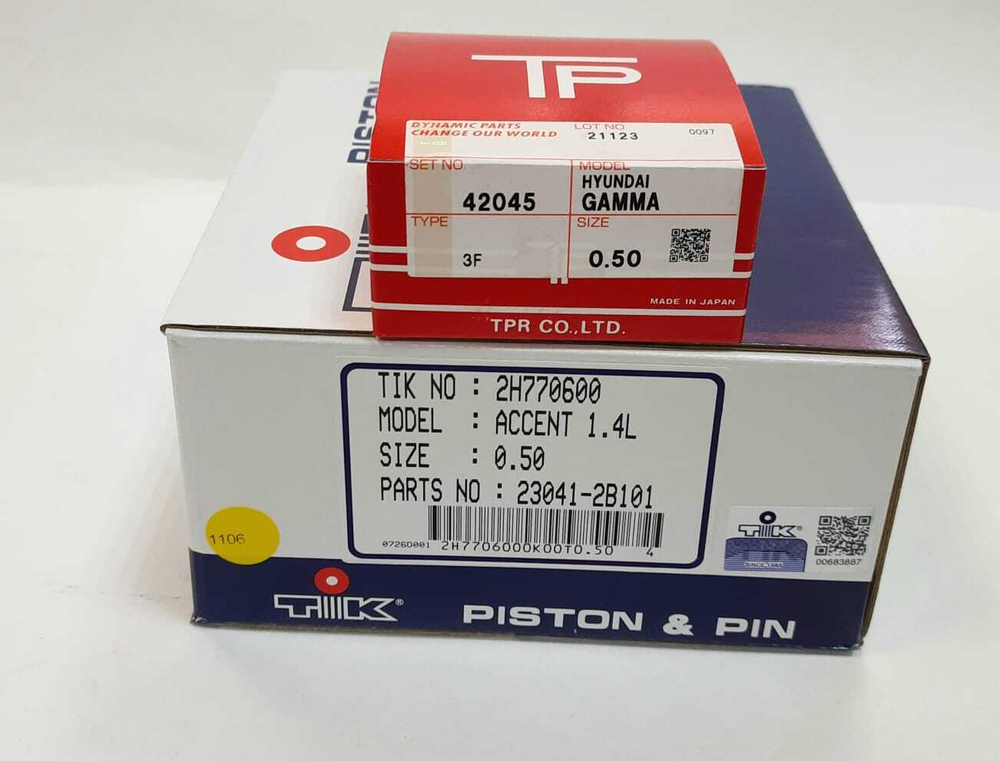 TP
DYNAMIC PARTS
CHANGE OUR WORLD
LOT NO.
21123
0097
SET NO.
42045
MODEL
HYUNDAI
GAMMA
TYPE
3F
SIZE
0.50
MADE IN JAPAN
TPR CO.,LTD.
PISTON
TIK NO : 2H770600
MODEL : ACCENT 1.4L
SIZE : 0.50
PARTS NO : 23041-2B101
0726D001 2H7706000K00T0.50 4
1106
TIK®
TIK
00683887
TIK® PISTON & PIN